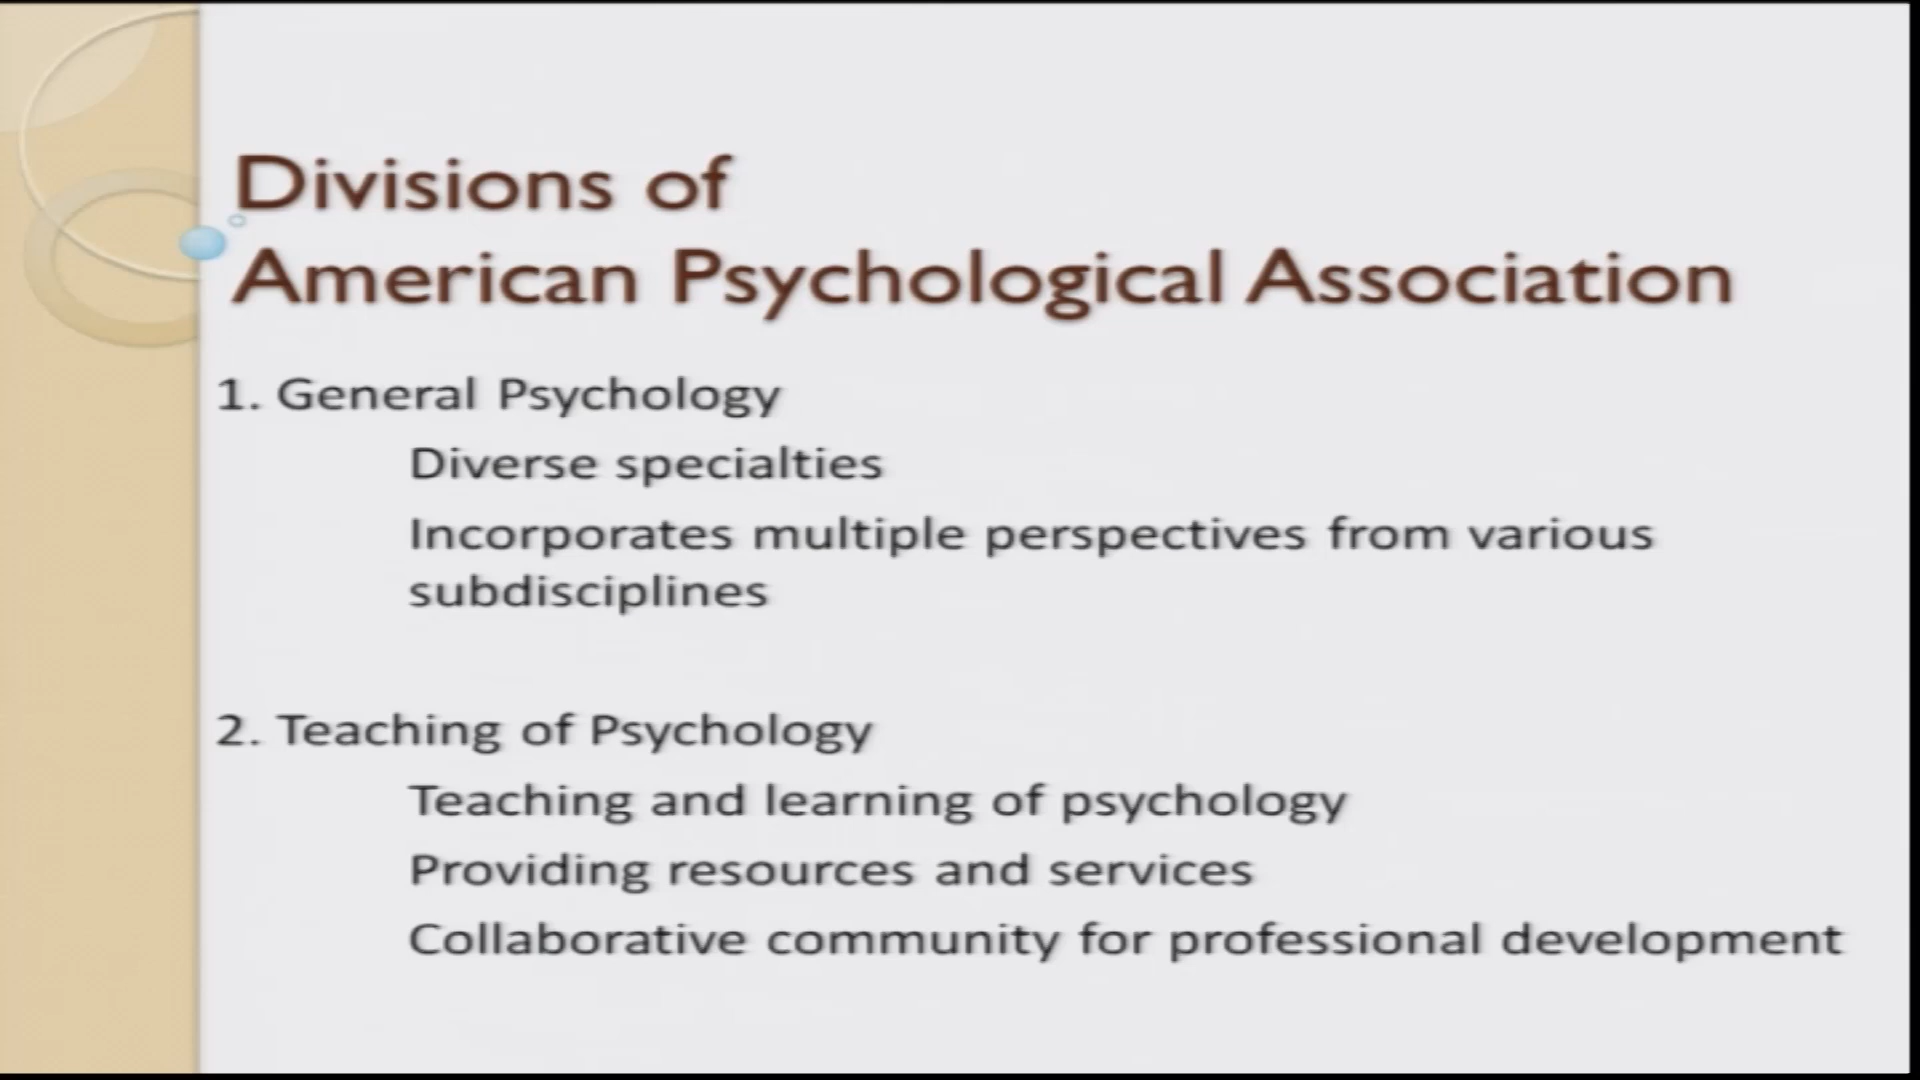 Divisions of
American Psychological Association
1. General Psychology
Diverse specialties
Incorporates multiple perspectives from various
subdisciplines
2. Teaching of Psychology
Teaching and learning of psychology
Providing resources and services
Collaborative community for professional development